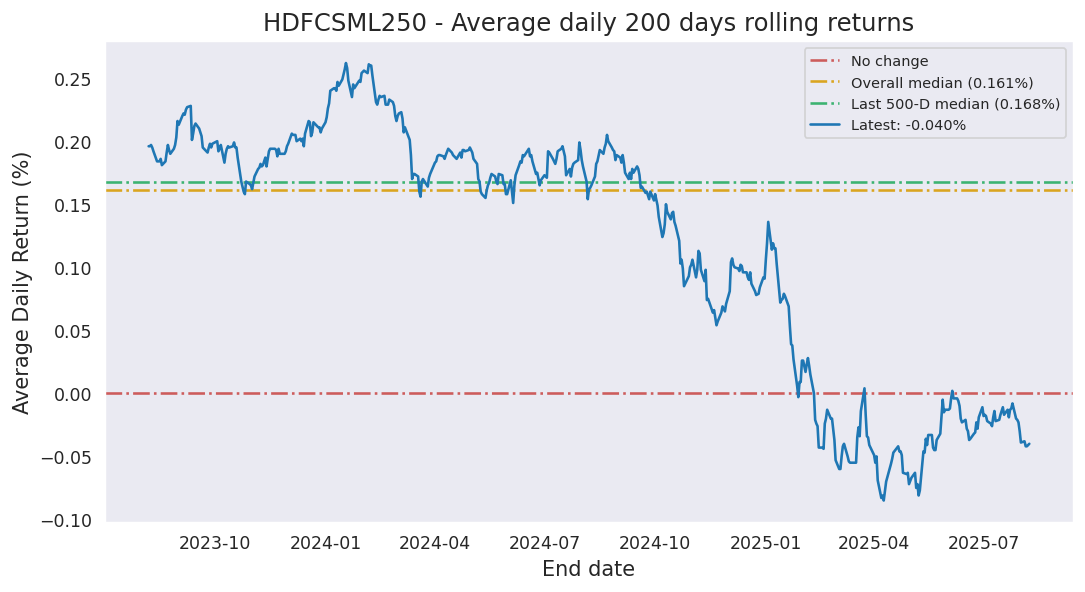 HDFCSML250 - Average daily 200 days rolling returns
No change
Overall median (0.161%)
Last 500-D median (0.168%)
Latest: -0.040%
Average Daily Return (%)
0.25
0.20
0.15
0.10
0.05
0.00
−0.05
−0.10
2023-10 2024-01 2024-04 2024-07 2024-10 2025-01 2025-04 2025-07
End date